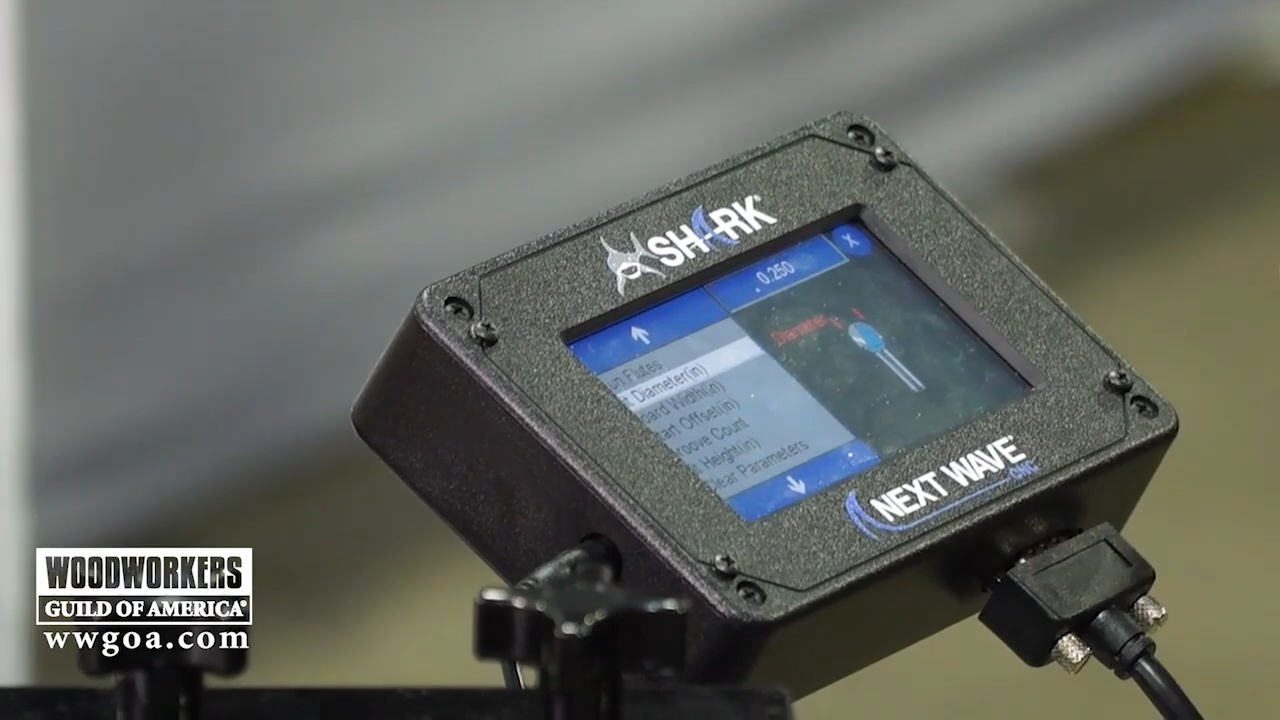 SHARK®
0.250
X
Flutes
Diameter(in)
Diameter
Width(in)
Offset(in)
Count
Height(in)
Parameters
NEXT WAVE®
CNC
WOODWORKERS
GUILD OF AMERICA®
wwgoa.com